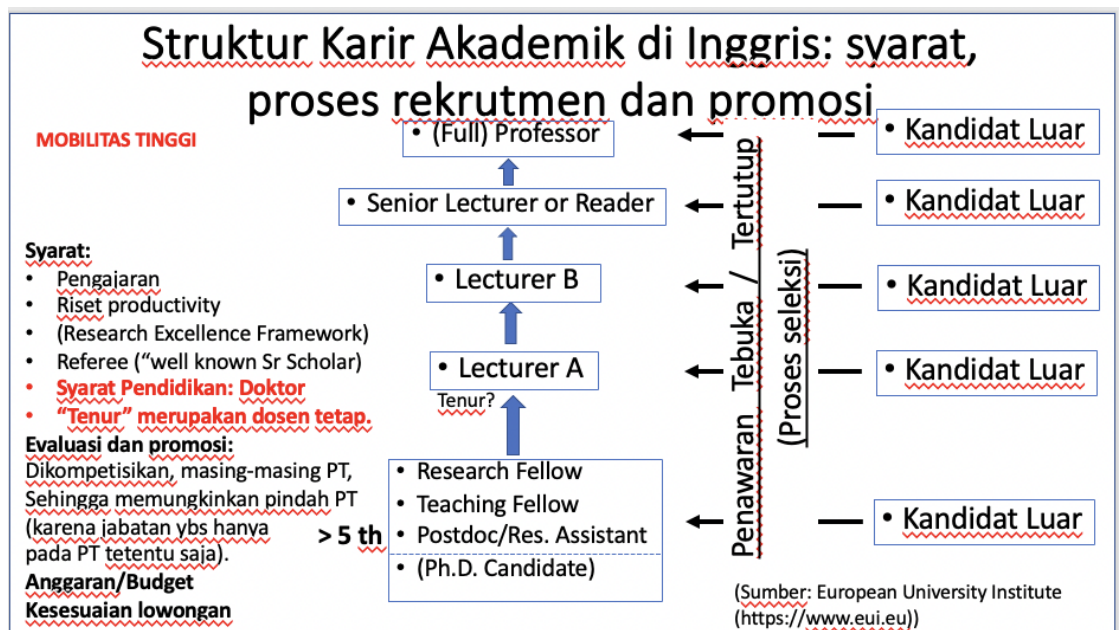 Struktur Karir Akademik di Inggris: syarat,
proses rekrutmen dan promosi
MOBILITAS TINGGI
• (Full) Professor
• Senior Lecturer or Reader
• Lecturer B
• Lecturer A
Tenur?
• Research Fellow
• Teaching Fellow
• Postdoc/Res. Assistant
• (Ph.D. Candidate)
> 5 th
Syarat:
• Pengajaran
• Riset productivity
• (Research Excellence Framework)
• Referee (“well known Sr Scholar)
• Syarat Pendidikan: Doktor
• “Tenur” merupakan dosen tetap.
Evaluasi dan promosi:
Dikompetisikan, masing-masing PT,
Sehingga memungkinkan pindah PT
(karena jabatan ybs hanya
pada PT tetentu saja).
Anggaran/Budget
Kesesuaian lowongan
Penawaran Tebuka / Tertutup
(Proses seleksi)
• Kandidat Luar
• Kandidat Luar
• Kandidat Luar
• Kandidat Luar
• Kandidat Luar
(Sumber: European University Institute
(https://www.eui.eu))